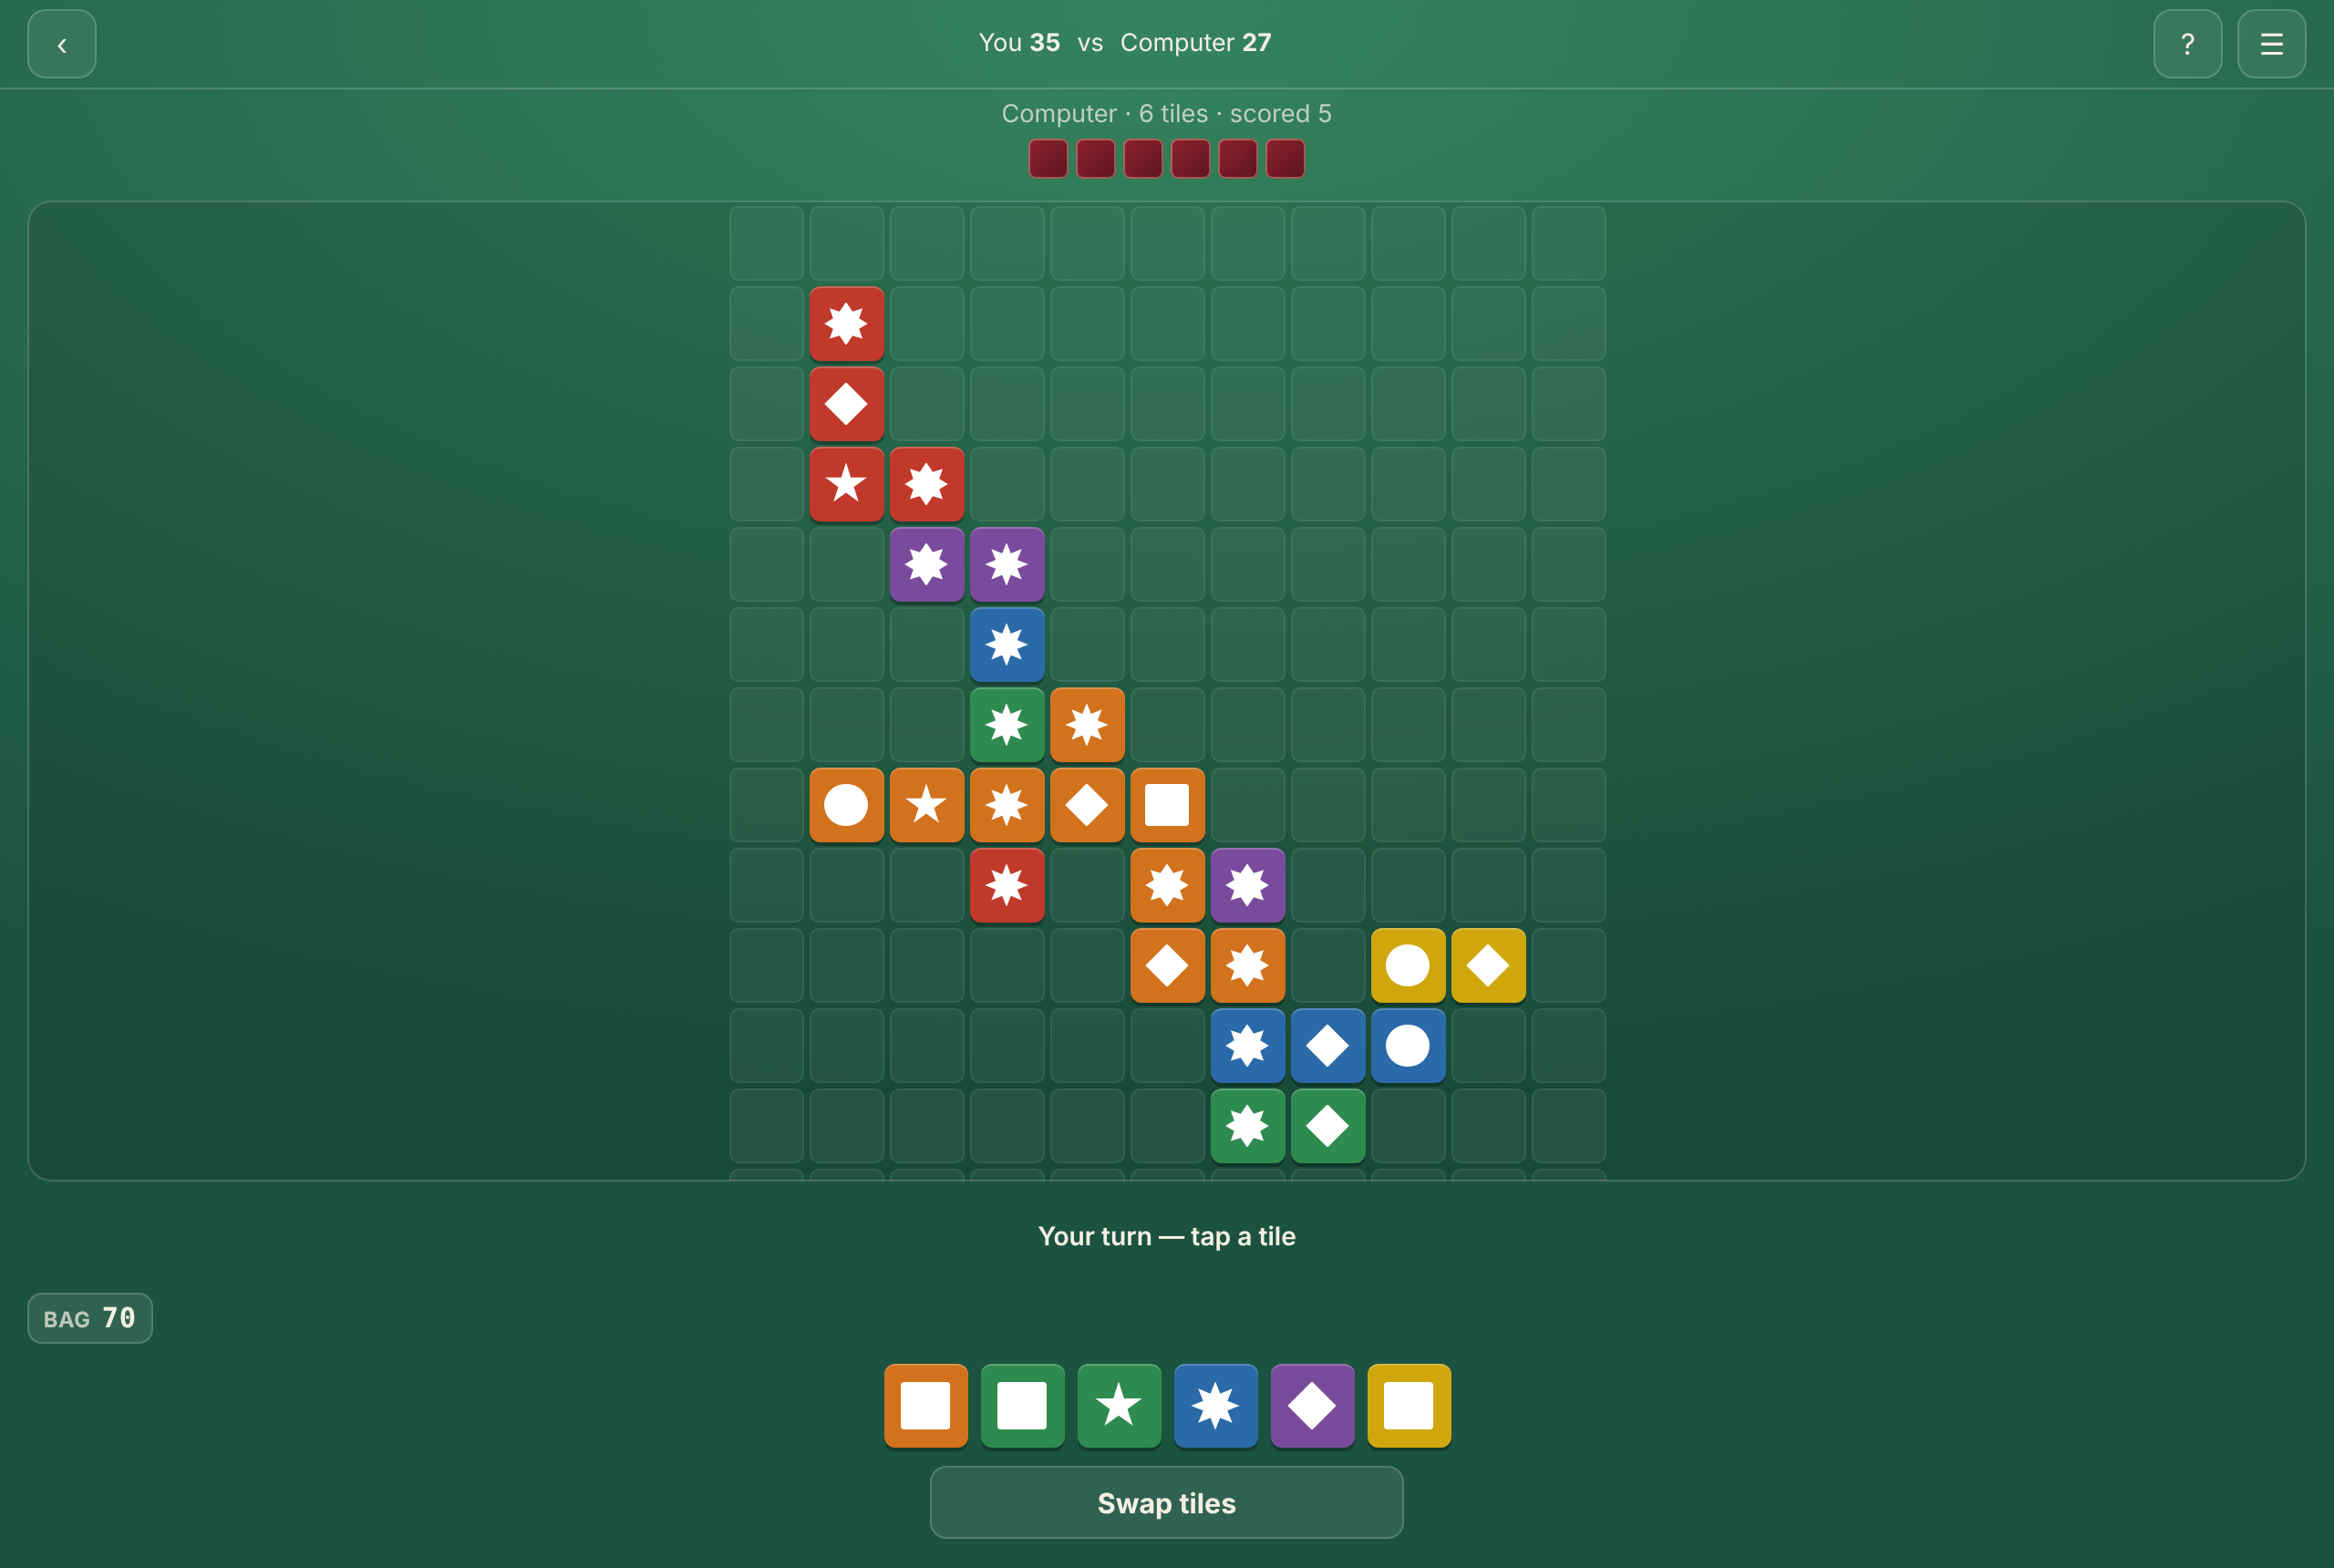 ‹
You 35 vs Computer 27
?
☰
Computer · 6 tiles · scored 5
Your turn — tap a tile
BAG 70
Swap tiles